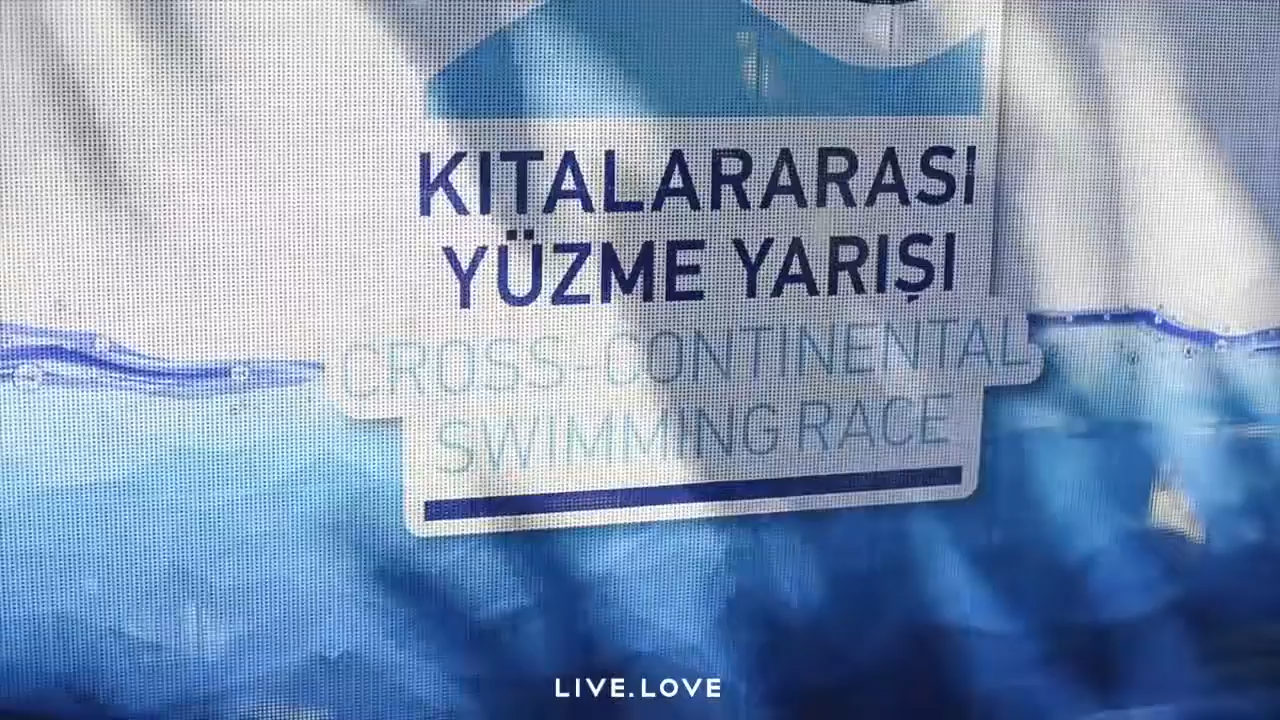 KITALARARASI
YÜZME YARIŞI
CROSS-CONTINENTAL
SWIMMING RACE
LIVE.LOVE